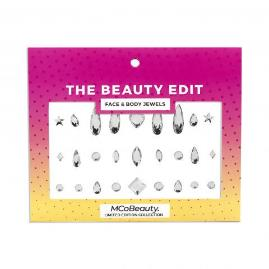 THE BEAUTY EDIT
FACE & BODY JEWELS
MCoBeauty.
LIMITED EDITION COLLECTION